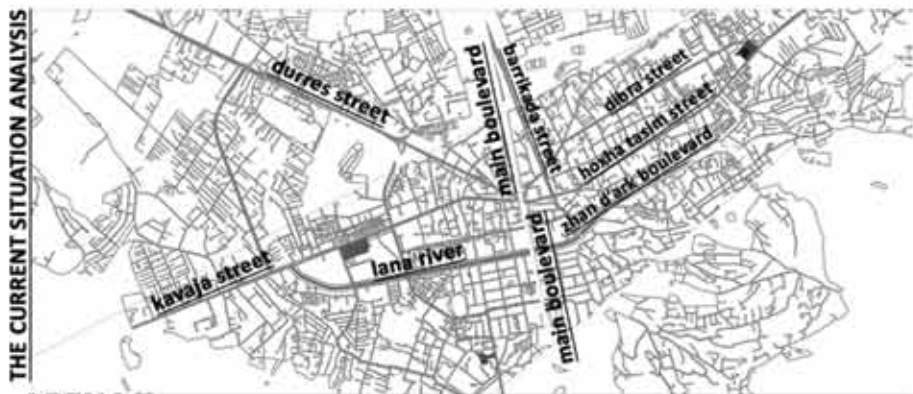 THE CURRENT SITUATION ANALYSIS
durres street
main boulevard
barrikada street
dibra street
hoxha tasim street
zhan d'ark boulevard
kavaja street
lana river
main boulevard